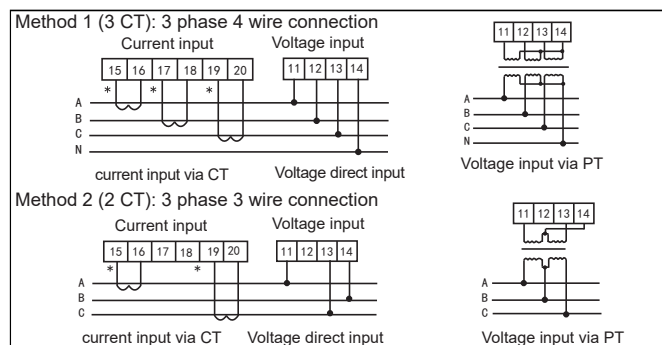 Method 1 (3 CT): 3 phase 4 wire connection
Current input
Voltage input
15 16 17 18 19 20
11 12 13 14
11 12 13 14
* * *
A
B
C
N
A
B
C
N
current input via CT
Voltage direct input
Voltage input via PT
Method 2 (2 CT): 3 phase 3 wire connection
Current input
Voltage input
15 16 17 18 19 20
11 12 13 14
11 12 13 14
* *
A
B
C
A
B
C
current input via CT
Voltage direct input
Voltage input via PT